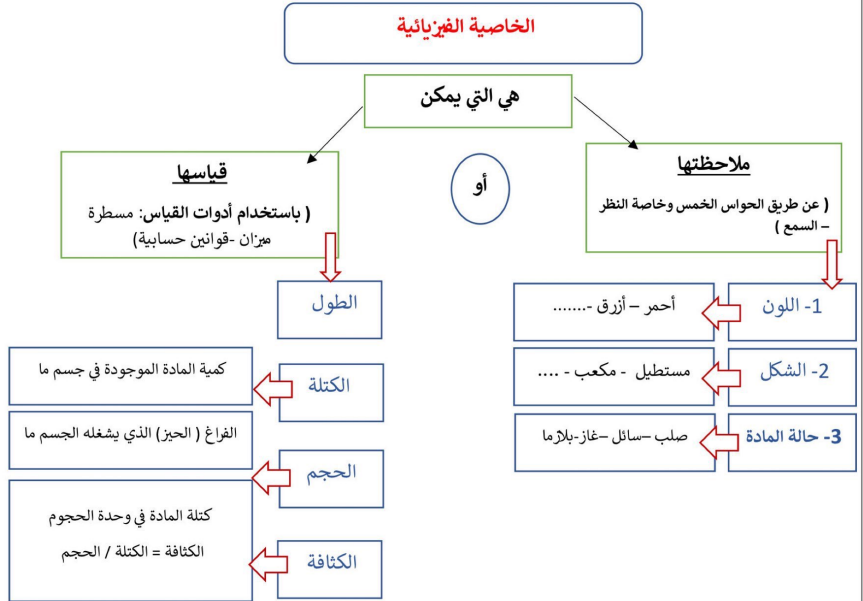 الخاصية الفيزيائية
هي التي يمكن
ملاحظتها
( عن طريق الحواس الخمس وخاصة النظر
– السمع )
أو
قياسها
( باستخدام أدوات القياس: مسطرة
ميزان -قوانين حسابية)
1- اللون
أحمر – أزرق -.......
2- الشكل
مستطيل - مكعب - ....
3- حالة المادة
صلب –سائل –غاز-بلازما
الطول
الكتلة
كمية المادة الموجودة في جسم ما
الحجم
الفراغ ( الحيز) الذي يشغله الجسم ما
الكثافة
كتلة المادة في وحدة الحجوم
الكثافة = الكتلة / الحجم